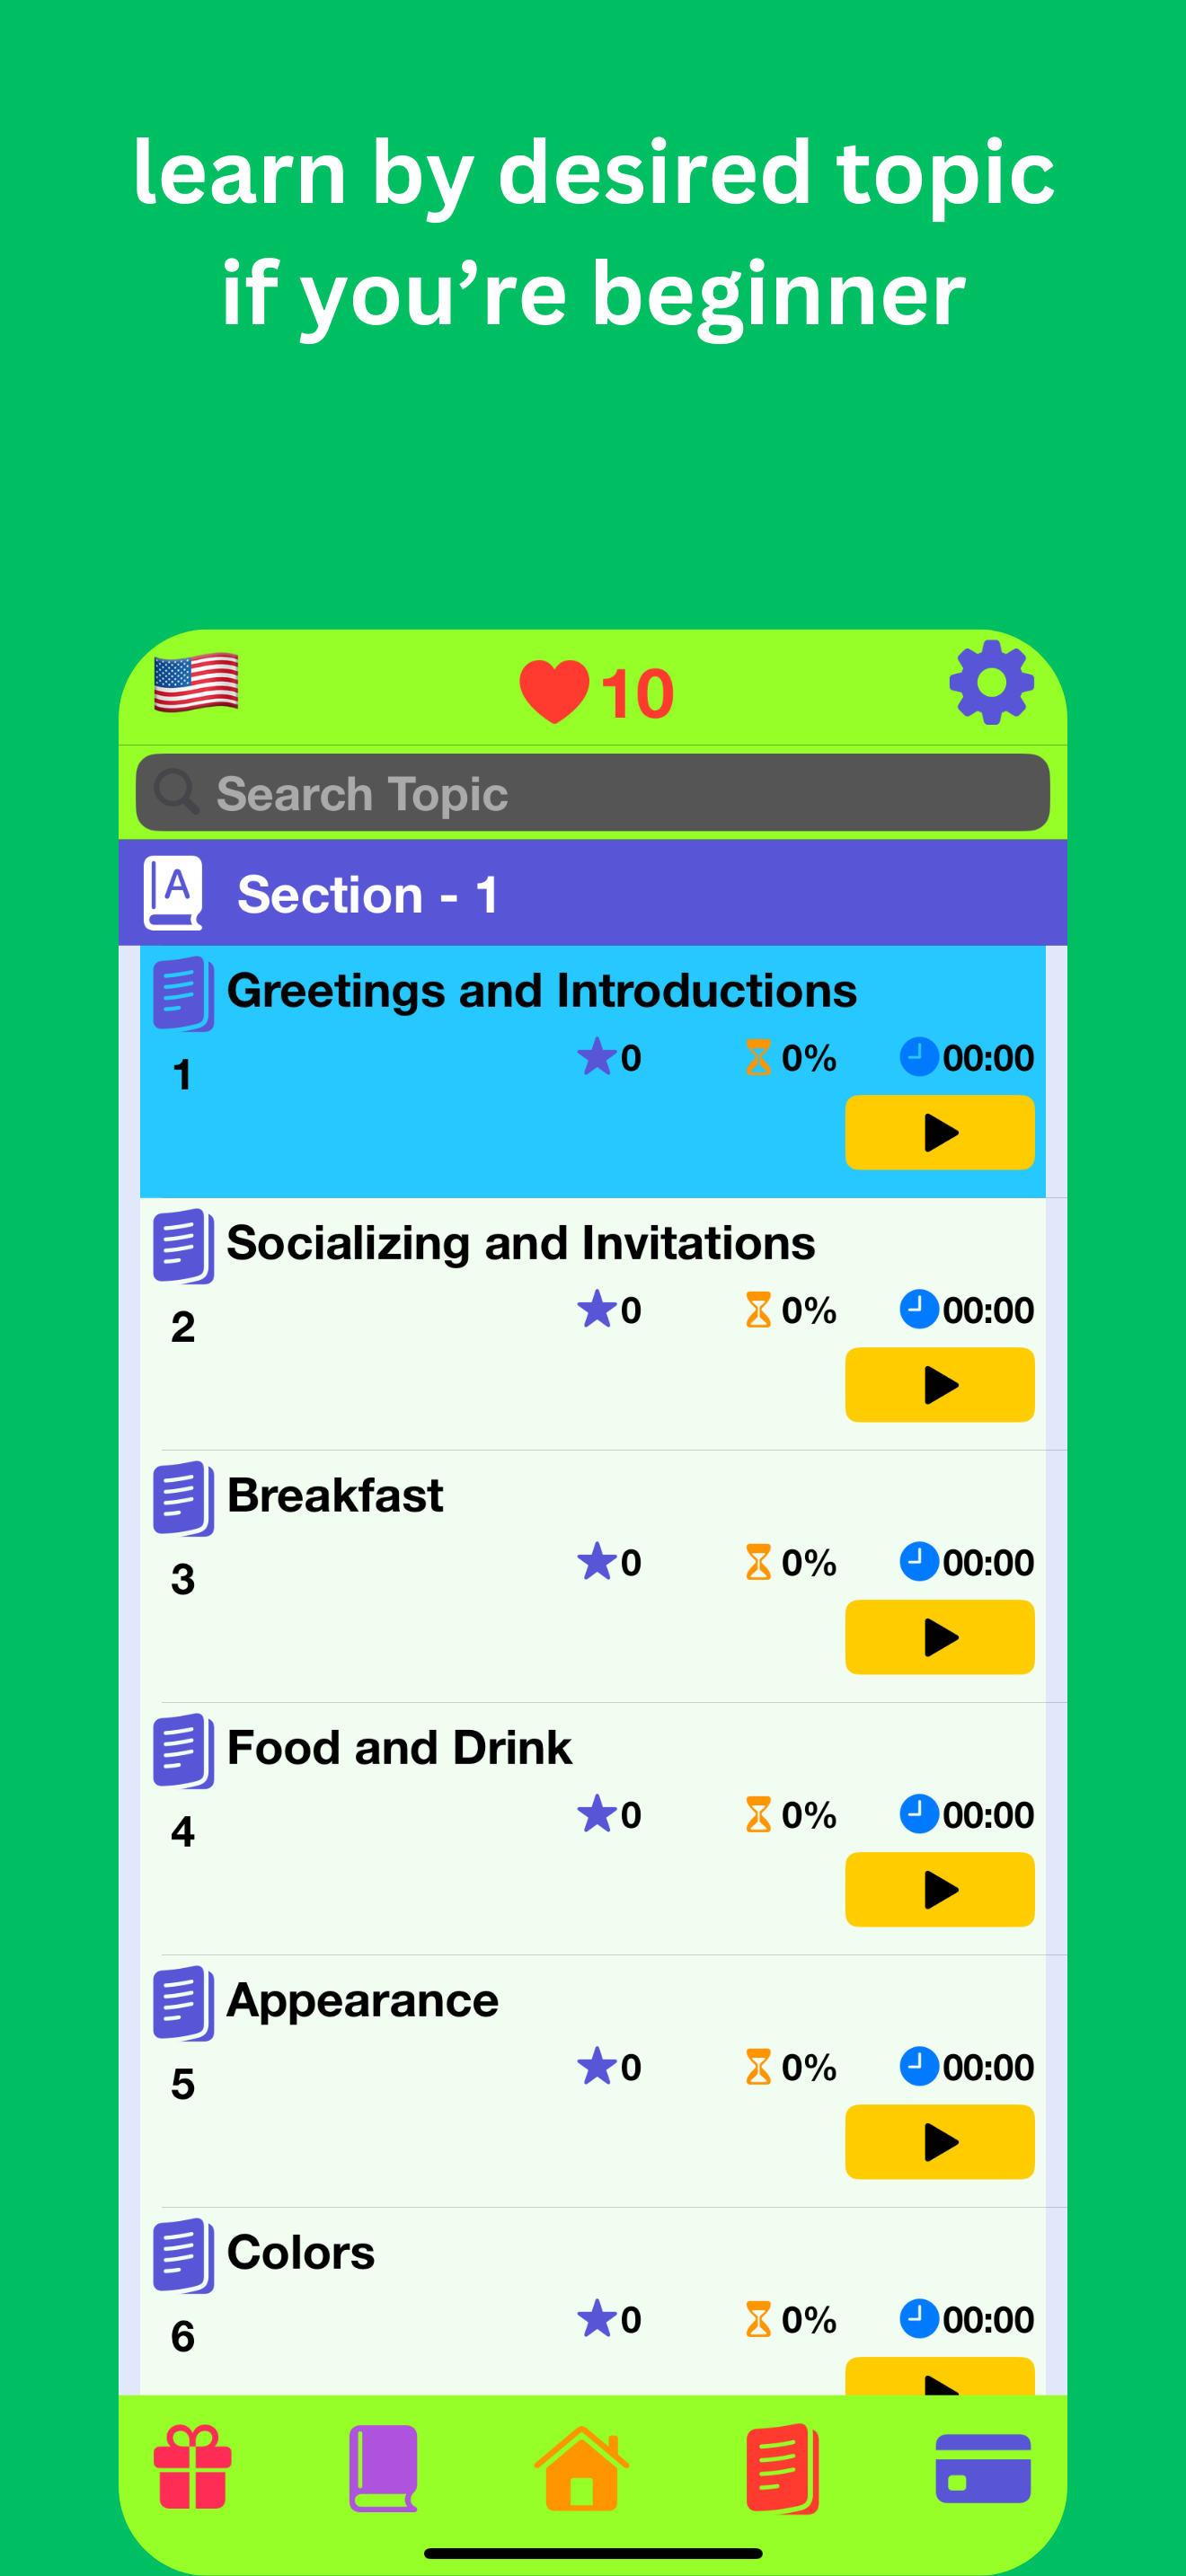 learn by desired topic
if you’re beginner
10
Search Topic
A
Section - 1
Greetings and Introductions
1
0 0% 00:00
Socializing and Invitations
2
0 0% 00:00
Breakfast
3
0 0% 00:00
Food and Drink
4
0 0% 00:00
Appearance
5
0 0% 00:00
Colors
6
0 0% 00:00